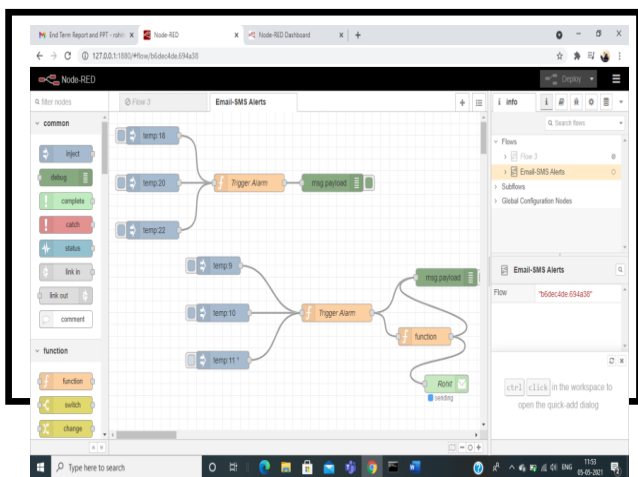 End Term Report and PPT - rohit
Node-RED
Node-RED Dashboard
127.0.0.1:1880/#flow/b6dec4de.694a38
Node-RED
Deploy
filter nodes
Flow 3
Email-SMS Alerts
info
Search flows
common
inject
debug
complete
catch
status
link in
link out
comment
function
function
switch
change
temp:18
temp:20
temp:22
Trigger Alarm
msg.payload
temp:9
temp:10
temp:11 ¹
Trigger Alarm
msg.payload
function
Ronit
sending
Flows
Flow 3
Email-SMS Alerts
Subflows
Global Configuration Nodes
Email-SMS Alerts
Flow "b6dec4de.694a38"
ctrl click in the workspace to
open the quick-add dialog
Type here to search
ENG
11:53
05-05-2021